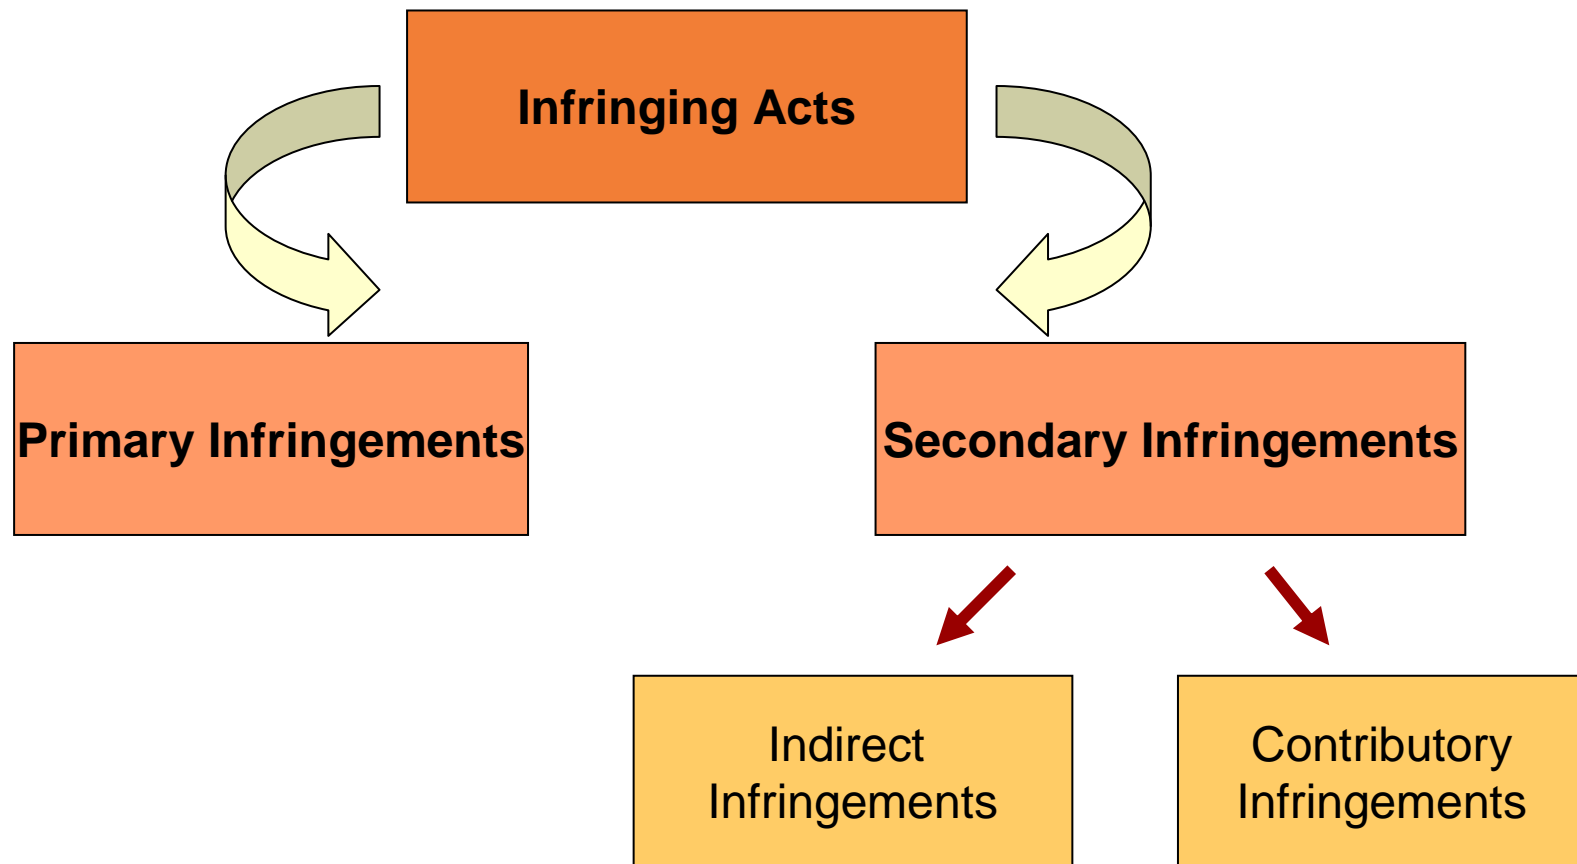 Infringing Acts
Primary Infringements
Secondary Infringements
Indirect
Infringements
Contributory
Infringements